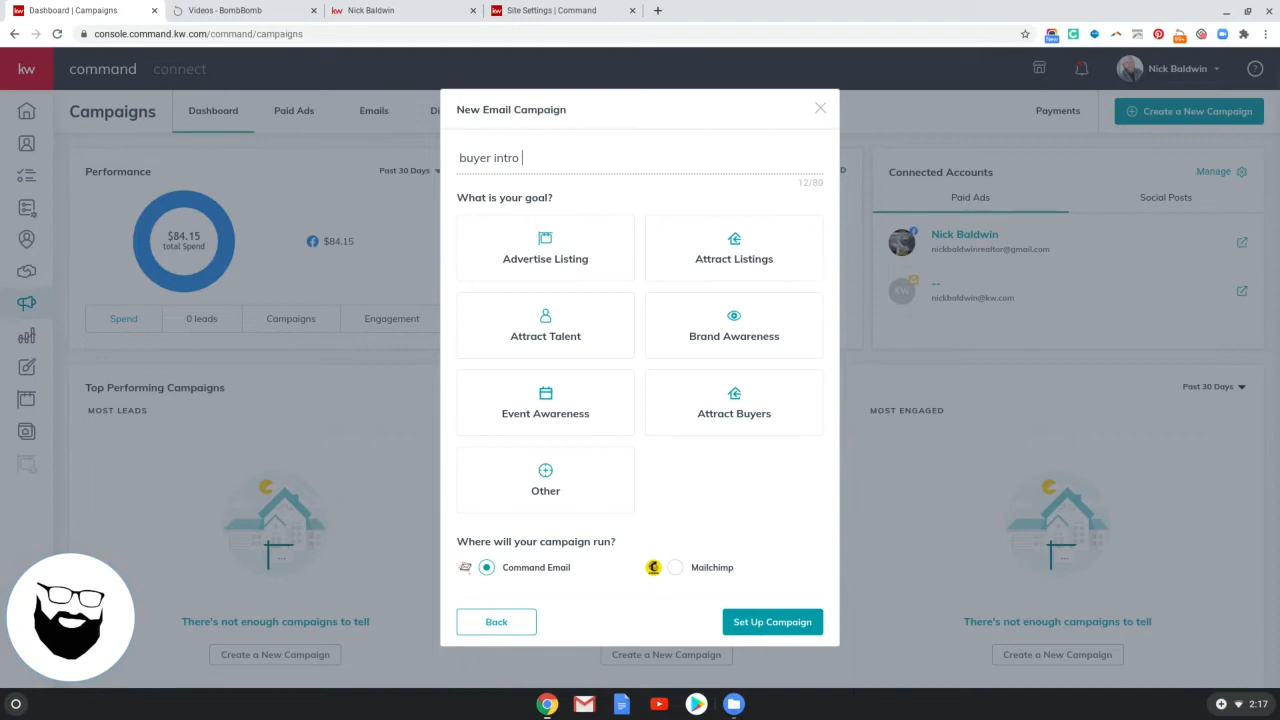 Dashboard | Campaigns
Videos - BombBomb
Nick Baldwin
Site Settings | Command
console.command.kw.com/command/campaigns
New
99+
kw
command connect
Nick Baldwin
?
Campaigns
Dashboard
Paid Ads
Emails
Di
Payments
Create a New Campaign
New Email Campaign
buyer intro
12/80
What is your goal?
Advertise Listing
Attract Listings
Attract Talent
Brand Awareness
Event Awareness
Attract Buyers
Other
Where will your campaign run?
Command Email
Mailchimp
Back
Set Up Campaign
Performance
Past 30 Days
$84.15
total Spend
$84.15
Spend
0 leads
Campaigns
Engagement
D
Connected Accounts
Manage
Paid Ads
Social Posts
Nick Baldwin
nickbaldwinrealtor@gmail.com
KW
--
nickbaldwin@kw.com
Top Performing Campaigns
Past 30 Days
MOST LEADS
MOST ENGAGED
There's not enough campaigns to tell
There's not enough campaigns to tell
Create a New Campaign
Create a New Campaign
Create a New Campaign
2:17